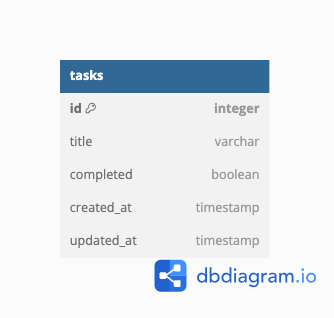 tasks
id integer
title varchar
completed boolean
created_at timestamp
updated_at timestamp
dbdiagram.io